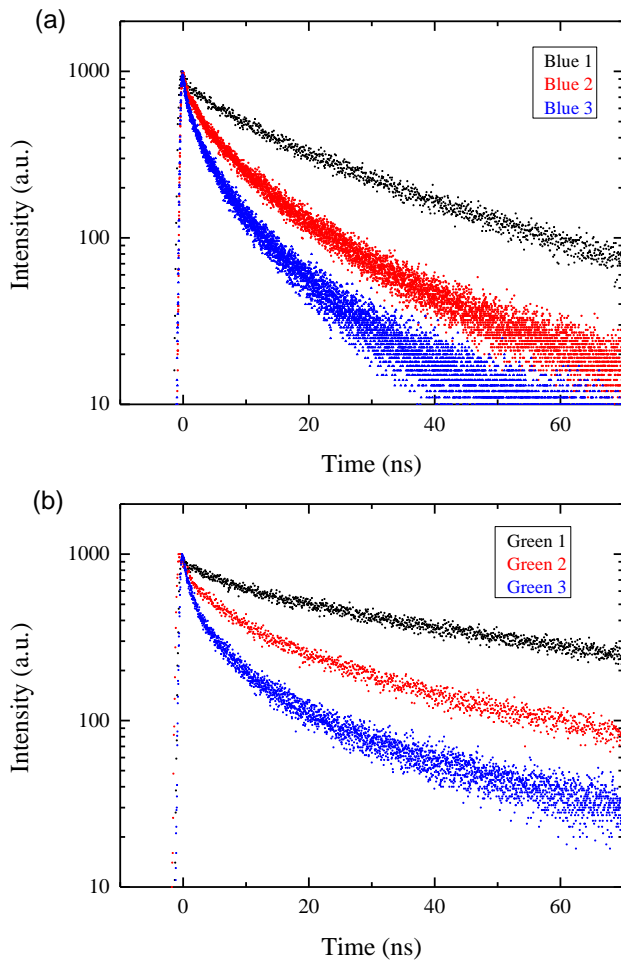 (a)
1000
100
10
Intensity (a.u.)
Blue 1
Blue 2
Blue 3
0
20
40
60
Time (ns)
(b)
1000
100
10
Intensity (a.u.)
Green 1
Green 2
Green 3
0
20
40
60
Time (ns)